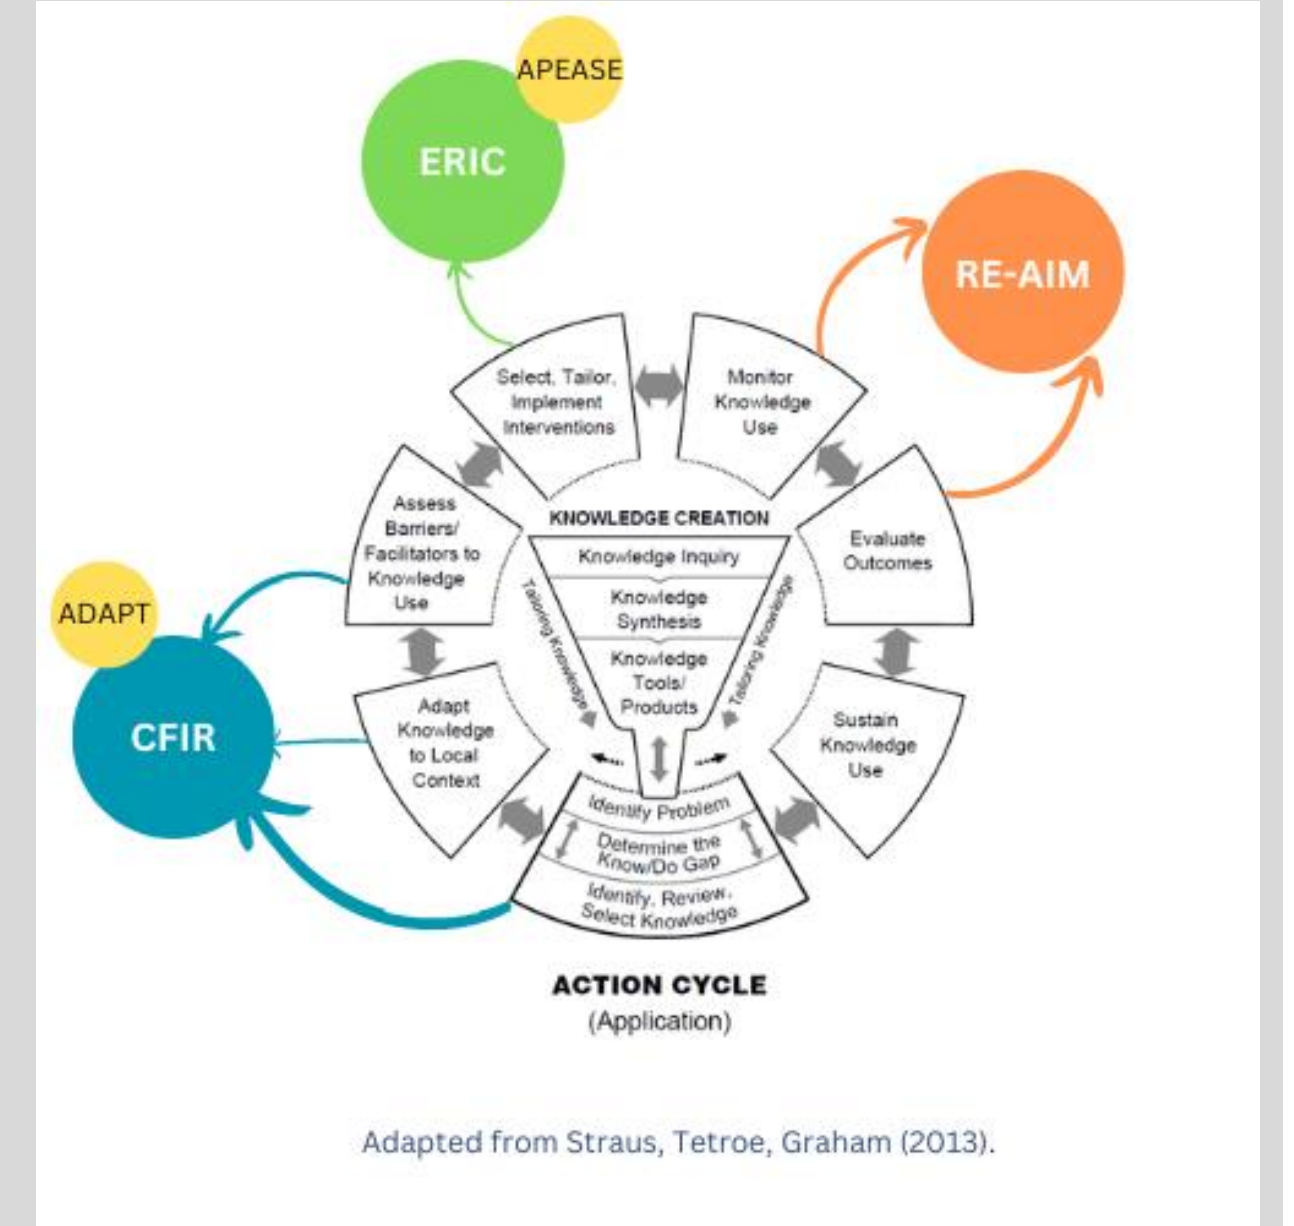 APEASE
ERIC
RE-AIM
Select, Tailor,
Implement
Interventions
Monitor
Knowledge
Use
Assess
Barriers/
Facilitators to
Knowledge
Use
KNOWLEDGE CREATION
Knowledge Inquiry
Knowledge
Synthesis
Knowledge
Tools/
Products
Tailoring Knowledge
Tailoring Knowledge
Evaluate
Outcomes
ADAPT
CFIR
Adapt
Knowledge
to Local
Context
Sustain
Knowledge
Use
Identify Problem
Determine the
Know/Do Gap
Identify, Review,
Select Knowledge
ACTION CYCLE
(Application)
Adapted from Straus, Tetroe, Graham (2013).